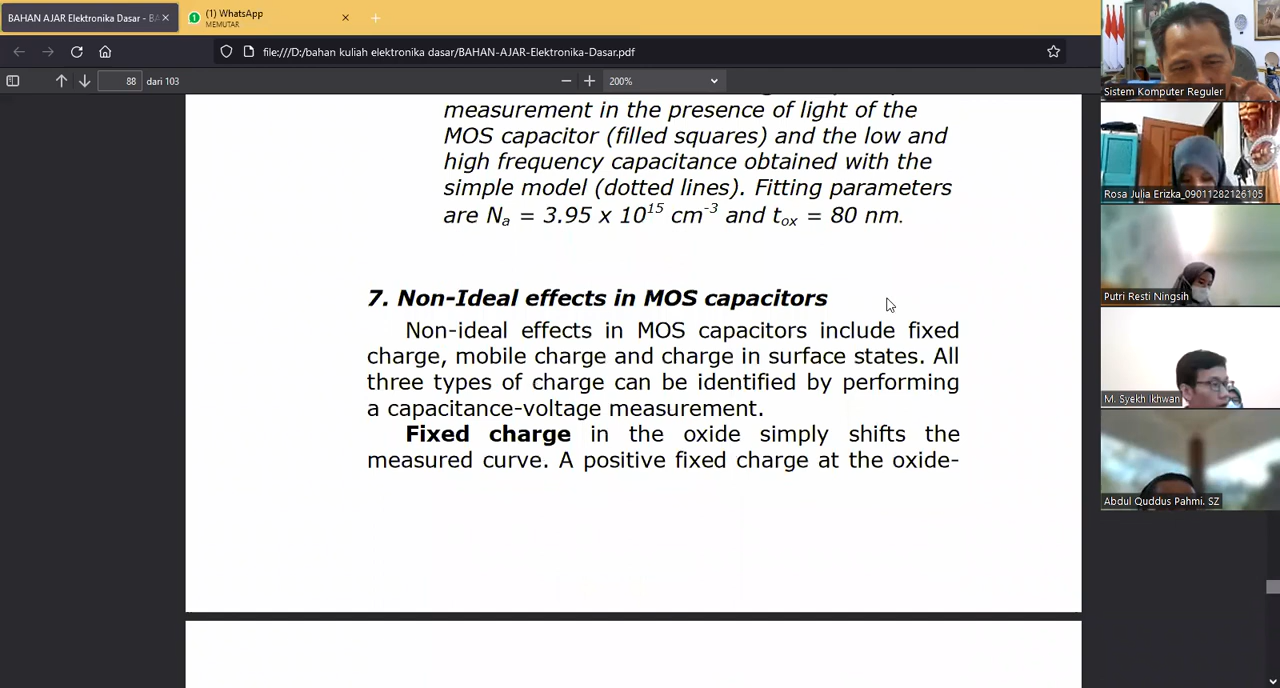 BAHAN AJAR Elektronika Dasar - BA
(1) WhatsApp
MEMUTAR
1
file:///D:/bahan kuliah elektronika dasar/BAHAN-AJAR-Elektronika-Dasar.pdf
88 dari 103
200%
measurement in the presence of light of the
MOS capacitor (filled squares) and the low and
high frequency capacitance obtained with the
simple model (dotted lines). Fitting parameters
are Na = 3.95 x 10^15 cm^-3 and tox = 80 nm.
7. Non-Ideal effects in MOS capacitors
Non-ideal effects in MOS capacitors include fixed
charge, mobile charge and charge in surface states. All
three types of charge can be identified by performing
a capacitance-voltage measurement.
Fixed charge in the oxide simply shifts the
measured curve. A positive fixed charge at the oxide-
Sistem Komputer Reguler
Rosa Julia Erizka_09011282126105
Putri Resti Ningsih
M. Syekh Ikhwan
Abdul Quddus Pahmi. SZ